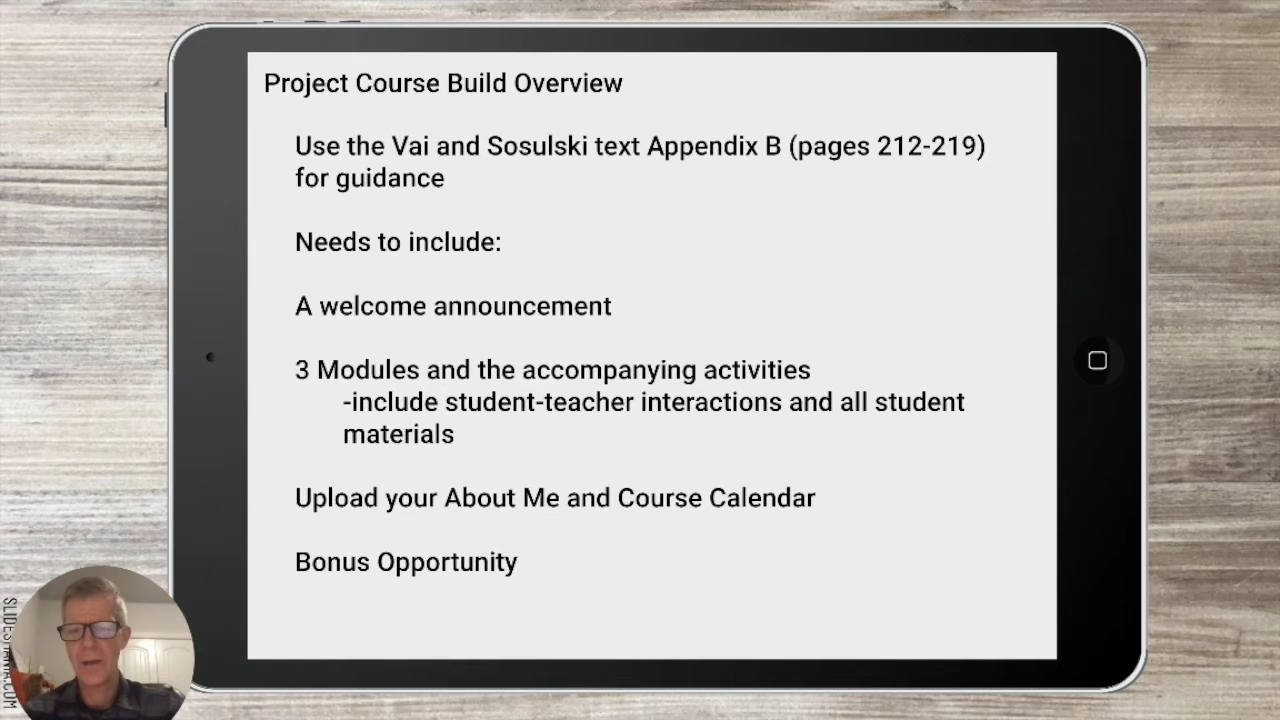 Project Course Build Overview
Use the Vai and Sosulski text Appendix B (pages 212-219)
for guidance
Needs to include:
A welcome announcement
3 Modules and the accompanying activities
-include student-teacher interactions and all student
materials
Upload your About Me and Course Calendar
Bonus Opportunity